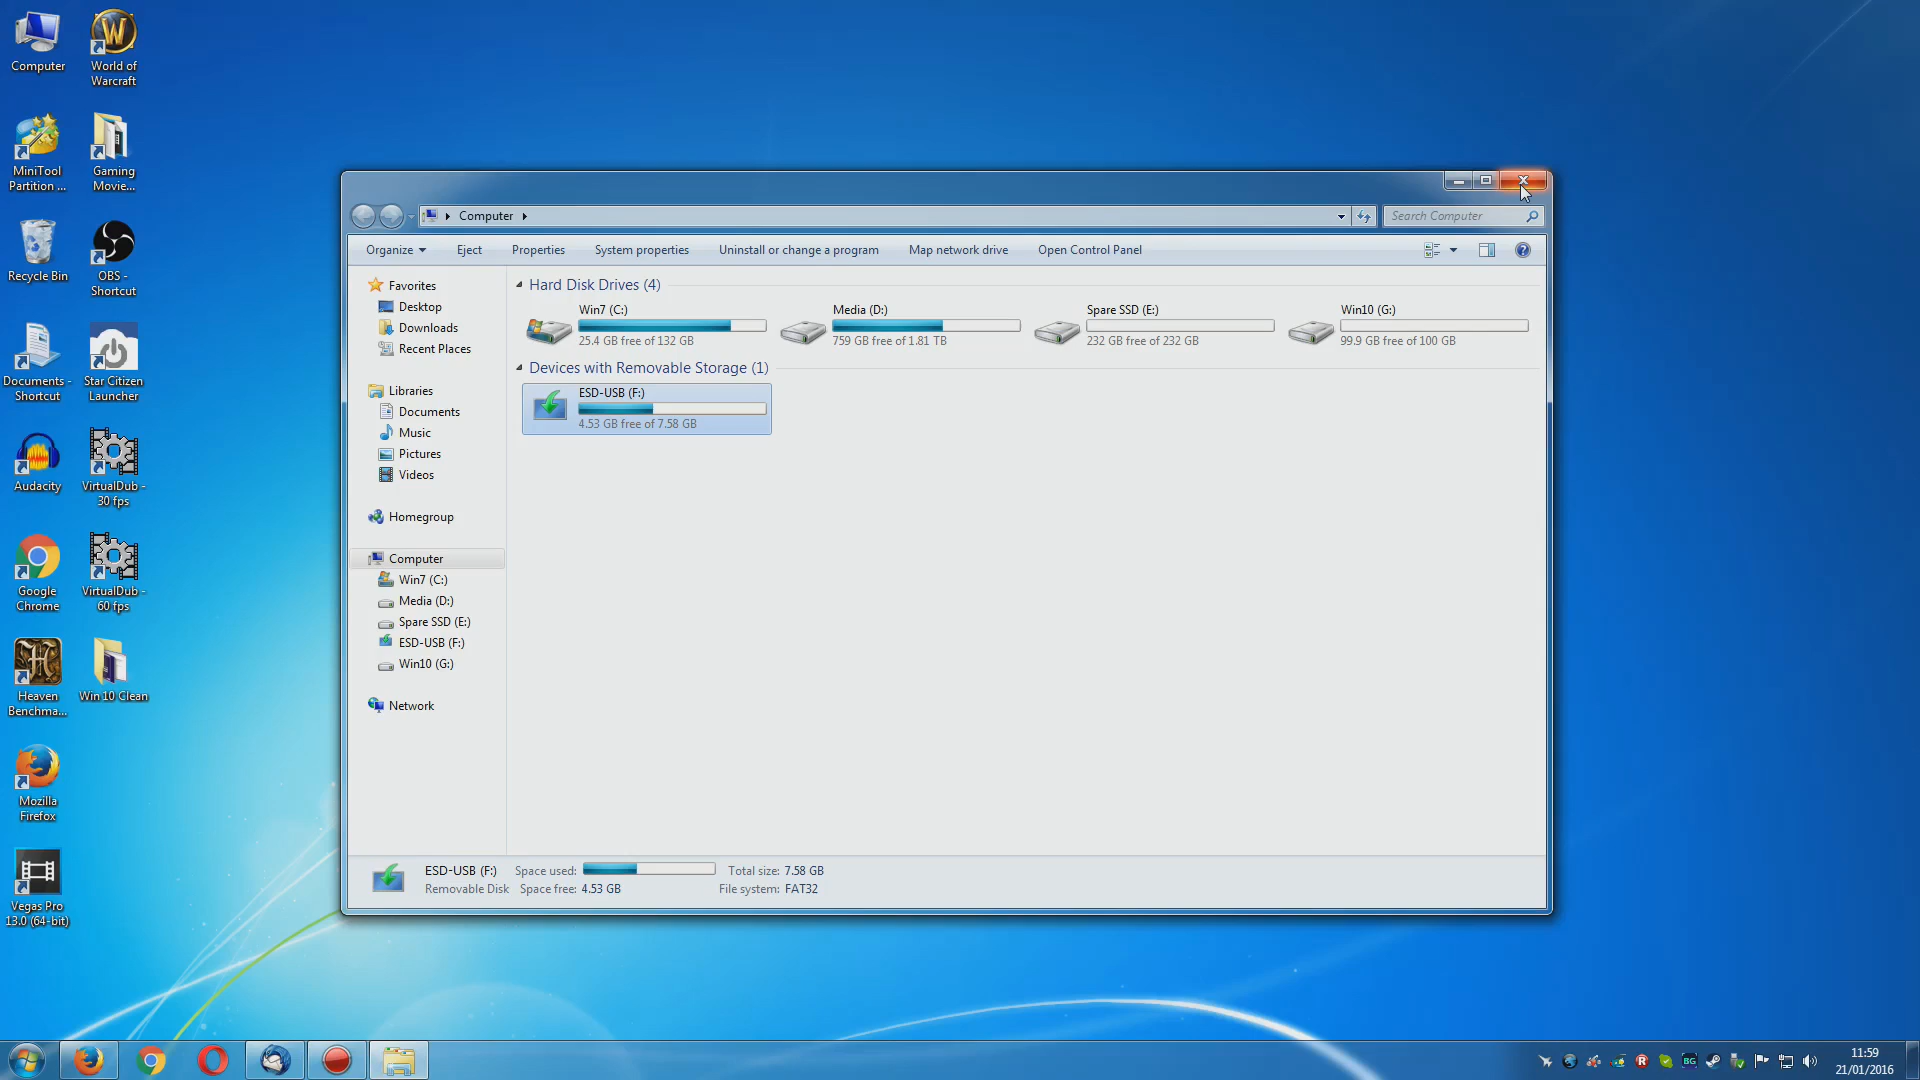 Computer
World of
Warcraft
MiniTool
Partition ...
Gaming
Movie...
Recycle Bin
OBS -
Shortcut
Documents -
Shortcut
Star Citizen
Launcher
Audacity
VirtualDub -
30 fps
Google
Chrome
VirtualDub -
60 fps
Heaven
Benchma...
Win 10 Clean
Mozilla
Firefox
Vegas Pro
13.0 (64-bit)
Computer
Search Computer
Organize
Eject
Properties
System properties
Uninstall or change a program
Map network drive
Open Control Panel
Favorites
Desktop
Downloads
Recent Places
Libraries
Documents
Music
Pictures
Videos
Homegroup
Computer
Win7 (C:)
Media (D:)
Spare SSD (E:)
ESD-USB (F:)
Win10 (G:)
Network
Hard Disk Drives (4)
Win7 (C:)
25.4 GB free of 132 GB
Media (D:)
759 GB free of 1.81 TB
Spare SSD (E:)
232 GB free of 232 GB
Win10 (G:)
99.9 GB free of 100 GB
Devices with Removable Storage (1)
ESD-USB (F:)
4.53 GB free of 7.58 GB
ESD-USB (F:)
Removable Disk
Space used:
Space free: 4.53 GB
Total size: 7.58 GB
File system: FAT32
R
BG
11:59
21/01/2016